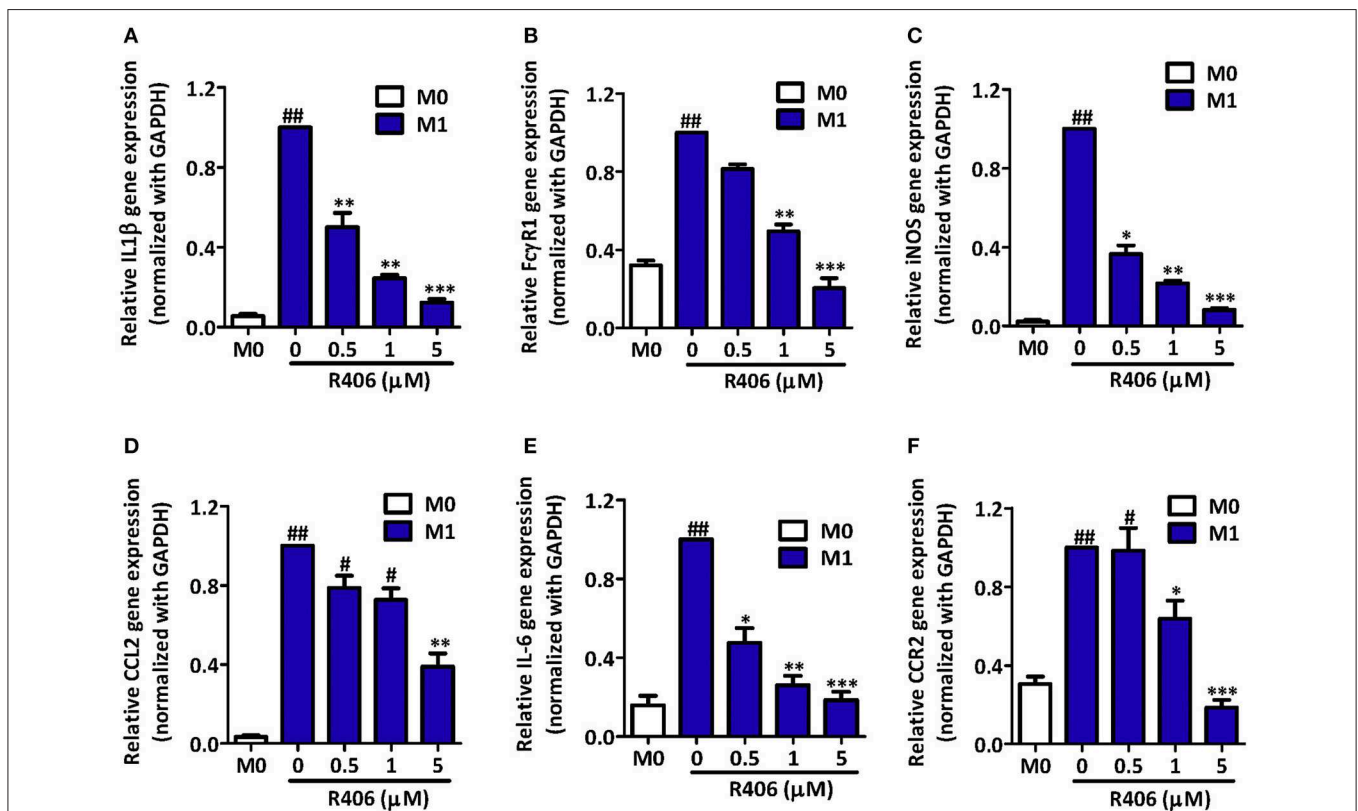 A
Relative IL1β gene expression
(normalized with GAPDH)
1.2
0.8
0.4
0.0
M0
M1
##
**
**
***
M0 0 0.5 1 5
R406 (μM)
B
Relative FcγR1 gene expression
(normalized with GAPDH)
1.2
0.8
0.4
0.0
M0
M1
##
**
***
M0 0 0.5 1 5
R406 (μM)
C
Relative iNOS gene expression
(normalized with GAPDH)
1.2
0.8
0.4
0.0
M0
M1
##
*
**
***
M0 0 0.5 1 5
R406 (μM)
D
Relative CCL2 gene expression
(normalized with GAPDH)
1.2
0.8
0.4
0.0
M0
M1
##
#
#
**
M0 0 0.5 1 5
R406 (μM)
E
Relative IL-6 gene expression
(normalized with GAPDH)
1.2
0.8
0.4
0.0
M0
M1
##
*
**
***
M0 0 0.5 1 5
R406 (μM)
F
Relative CCR2 gene expression
(normalized with GAPDH)
1.2
0.8
0.4
0.0
M0
M1
##
#
*
***
M0 0 0.5 1 5
R406 (μM)